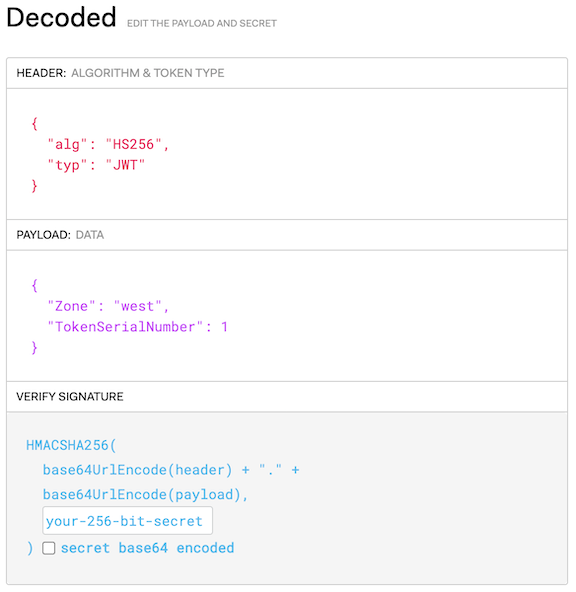 Decoded EDIT THE PAYLOAD AND SECRET
HEADER: ALGORITHM & TOKEN TYPE
{
"alg": "HS256",
"typ": "JWT"
}
PAYLOAD: DATA
{
"Zone": "west",
"TokenSerialNumber": 1
}
VERIFY SIGNATURE
HMACSHA256(
base64UrlEncode(header) + "." +
base64UrlEncode(payload),
your-256-bit-secret
) secret base64 encoded